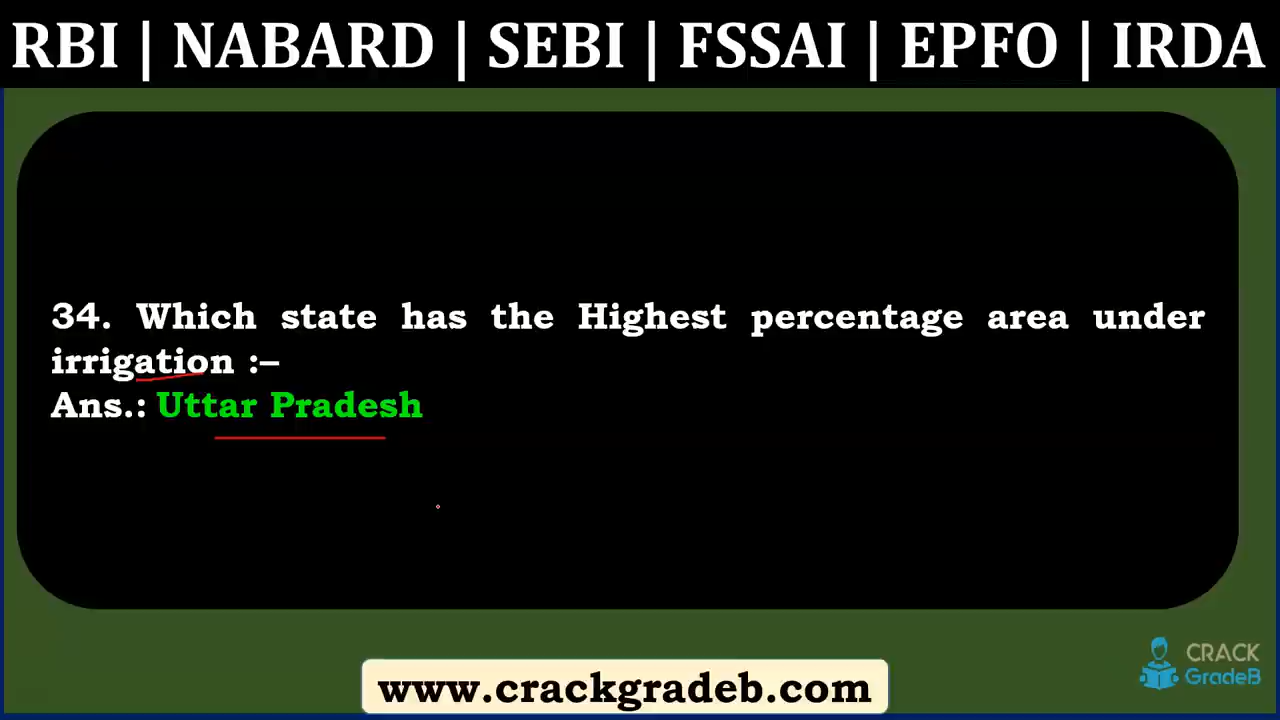 RBI | NABARD | SEBI | FSSAI | EPFO | IRDA
34. Which state has the Highest percentage area under
irrigation :–
Ans.: Uttar Pradesh
CRACK
GradeB
www.crackgradeb.com